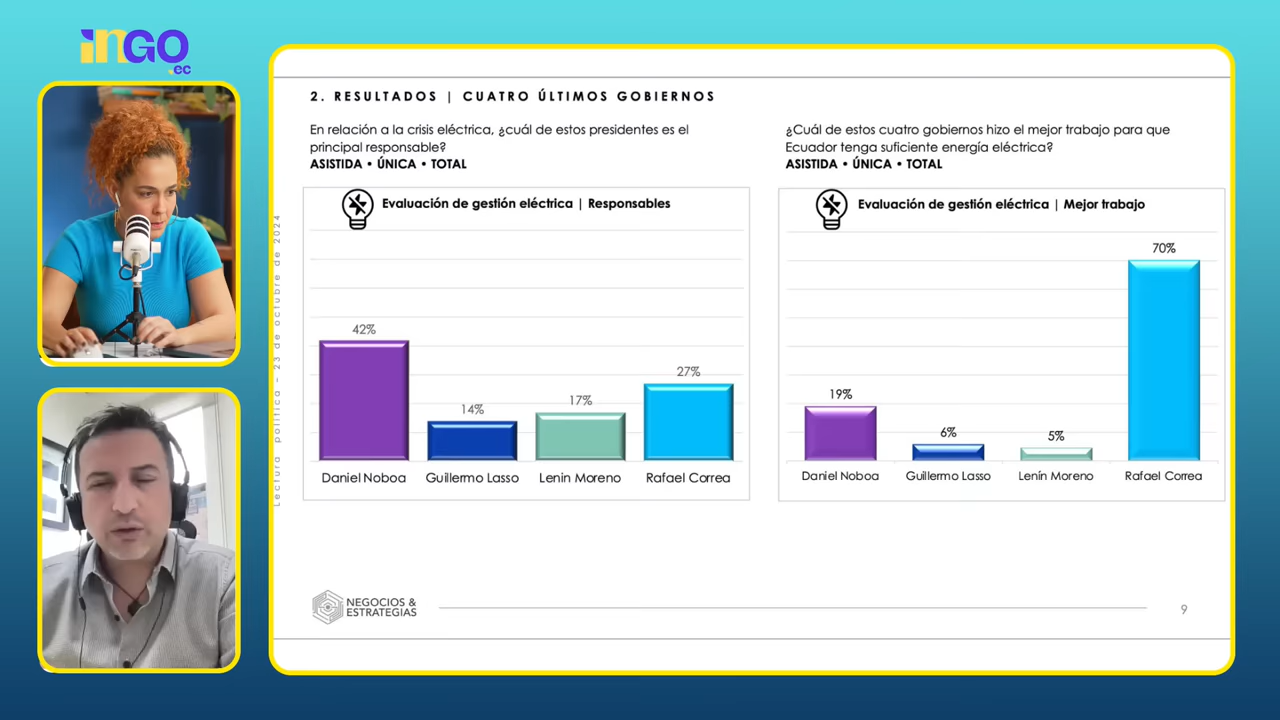 inGO
.ec
2. RESULTADOS | CUATRO ÚLTIMOS GOBIERNOS
En relación a la crisis eléctrica, ¿cuál de estos presidentes es el
principal responsable?
ASISTIDA • ÚNICA • TOTAL
Evaluación de gestión eléctrica | Responsables
42%
14%
17%
27%
Daniel Noboa
Guillermo Lasso
Lenin Moreno
Rafael Correa
¿Cuál de estos cuatro gobiernos hizo el mejor trabajo para que
Ecuador tenga suficiente energía eléctrica?
ASISTIDA • ÚNICA • TOTAL
Evaluación de gestión eléctrica | Mejor trabajo
19%
6%
5%
70%
Daniel Noboa
Guillermo Lasso
Lenín Moreno
Rafael Correa
Lectura política – 23 de octubre de 2024
NEGOCIOS &
ESTRATEGIAS
9